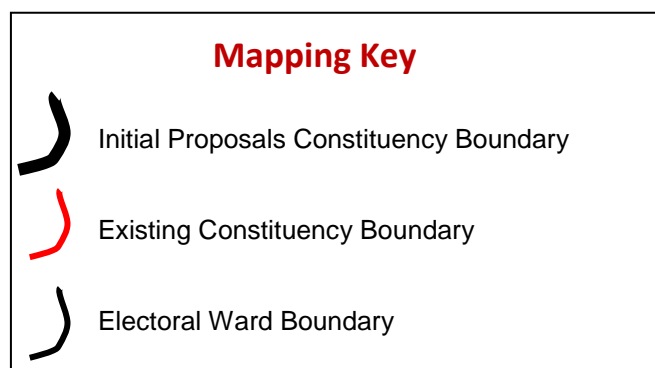 Mapping Key
Initial Proposals Constituency Boundary
Existing Constituency Boundary
Electoral Ward Boundary